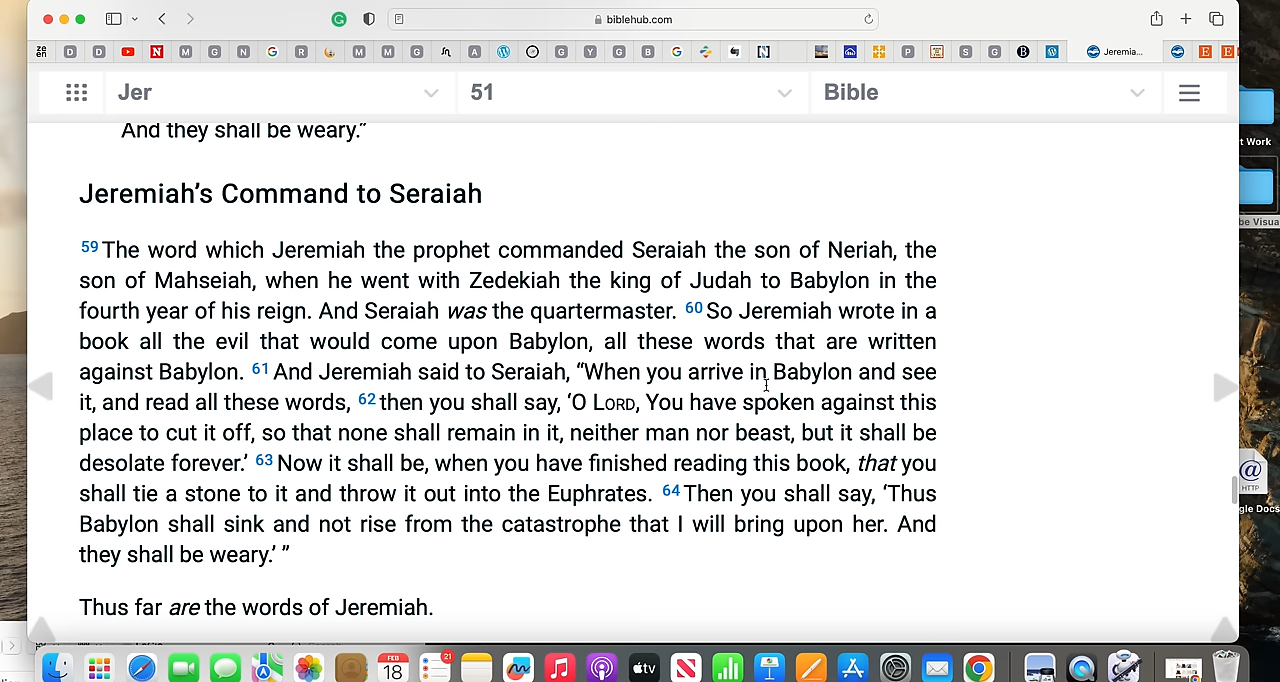 biblehub.com
Jeremia...
Jer
51
Bible
And they shall be weary.”
Jeremiah’s Command to Seraiah
59 The word which Jeremiah the prophet commanded Seraiah the son of Neriah, the
son of Mahseiah, when he went with Zedekiah the king of Judah to Babylon in the
fourth year of his reign. And Seraiah was the quartermaster. 60 So Jeremiah wrote in a
book all the evil that would come upon Babylon, all these words that are written
against Babylon. 61 And Jeremiah said to Seraiah, “When you arrive in Babylon and see
it, and read all these words, 62 then you shall say, ‘O LORD, You have spoken against this
place to cut it off, so that none shall remain in it, neither man nor beast, but it shall be
desolate forever.’ 63 Now it shall be, when you have finished reading this book, that you
shall tie a stone to it and throw it out into the Euphrates. 64 Then you shall say, ‘Thus
Babylon shall sink and not rise from the catastrophe that I will bring upon her. And
they shall be weary.’ ”
Thus far are the words of Jeremiah.
t Work
be Visua
HTTP
gle Docs
FEB
18
21
tv